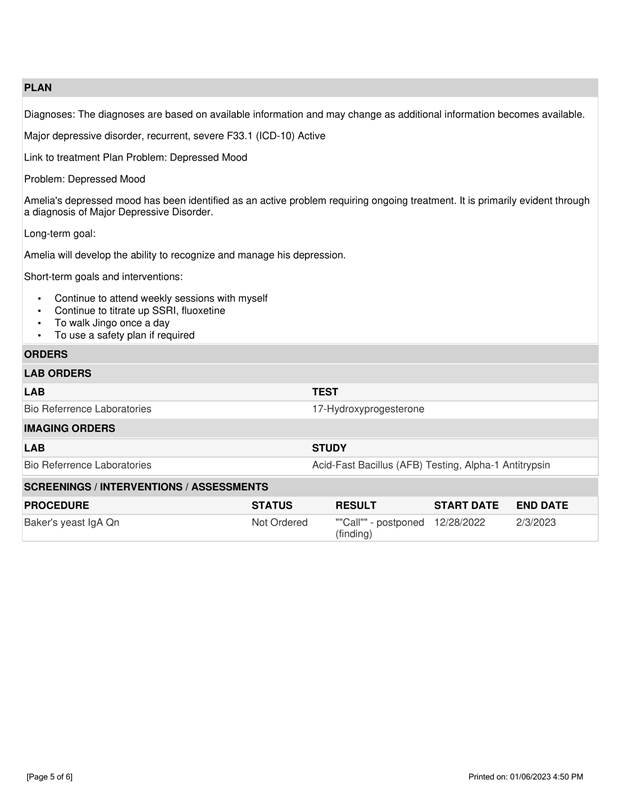 PLAN
Diagnoses: The diagnoses are based on available information and may change as additional information becomes available.
Major depressive disorder, recurrent, severe F33.1 (ICD-10) Active
Link to treatment Plan Problem: Depressed Mood
Problem: Depressed Mood
Amelia's depressed mood has been identified as an active problem requiring ongoing treatment. It is primarily evident through
a diagnosis of Major Depressive Disorder.
Long-term goal:
Amelia will develop the ability to recognize and manage his depression.
Short-term goals and interventions:
• Continue to attend weekly sessions with myself
• Continue to titrate up SSRI, fluoxetine
• To walk Jingo once a day
• To use a safety plan if required
ORDERS
LAB ORDERS
LAB TEST
Bio Referrence Laboratories 17-Hydroxyprogesterone
IMAGING ORDERS
LAB STUDY
Bio Referrence Laboratories Acid-Fast Bacillus (AFB) Testing, Alpha-1 Antitrypsin
SCREENINGS / INTERVENTIONS / ASSESSMENTS
PROCEDURE STATUS RESULT START DATE END DATE
Baker's yeast IgA Qn Not Ordered ""Call"" - postponed 12/28/2022 2/3/2023
(finding)
[Page 5 of 6] Printed on: 01/06/2023 4:50 PM